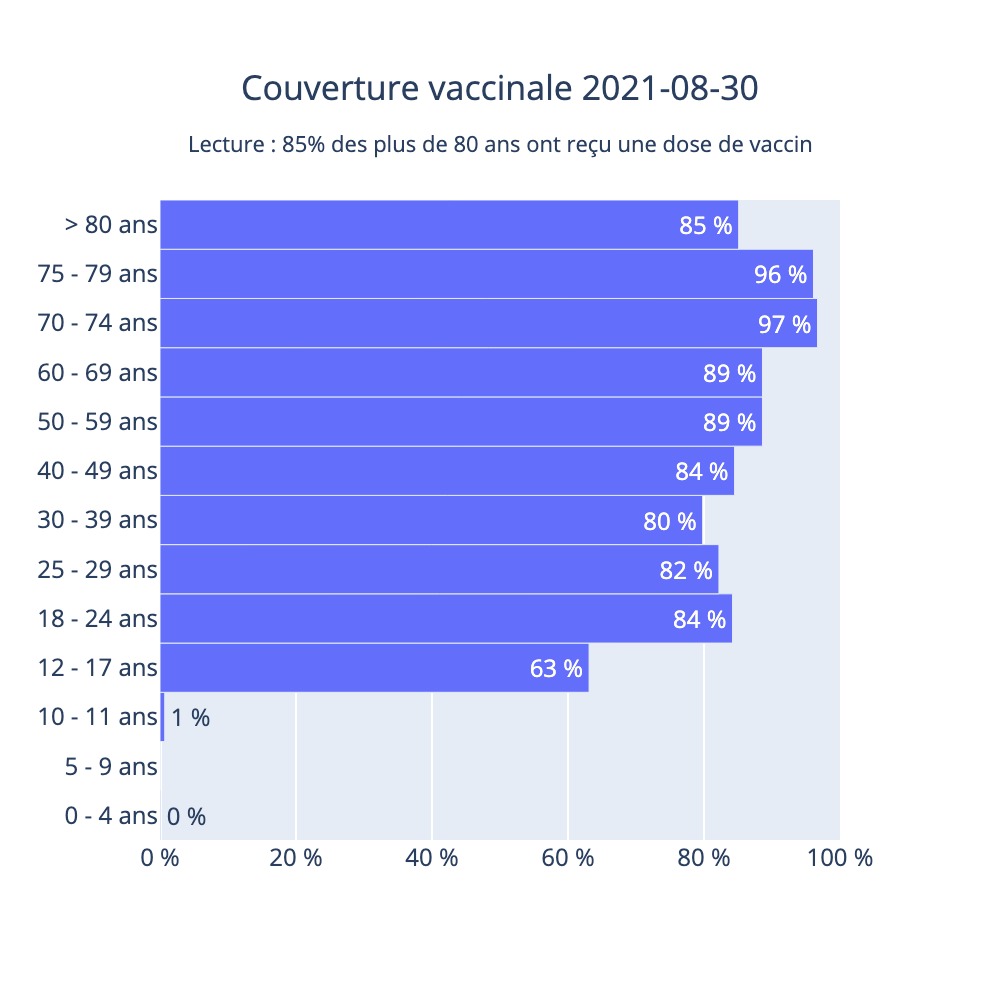 Couverture vaccinale 2021-08-30
Lecture : 85% des plus de 80 ans ont reçu une dose de vaccin
> 80 ans 85 %
75 - 79 ans 96 %
70 - 74 ans 97 %
60 - 69 ans 89 %
50 - 59 ans 89 %
40 - 49 ans 84 %
30 - 39 ans 80 %
25 - 29 ans 82 %
18 - 24 ans 84 %
12 - 17 ans 63 %
10 - 11 ans 1 %
5 - 9 ans
0 - 4 ans 0 %
0 % 20 % 40 % 60 % 80 % 100 %